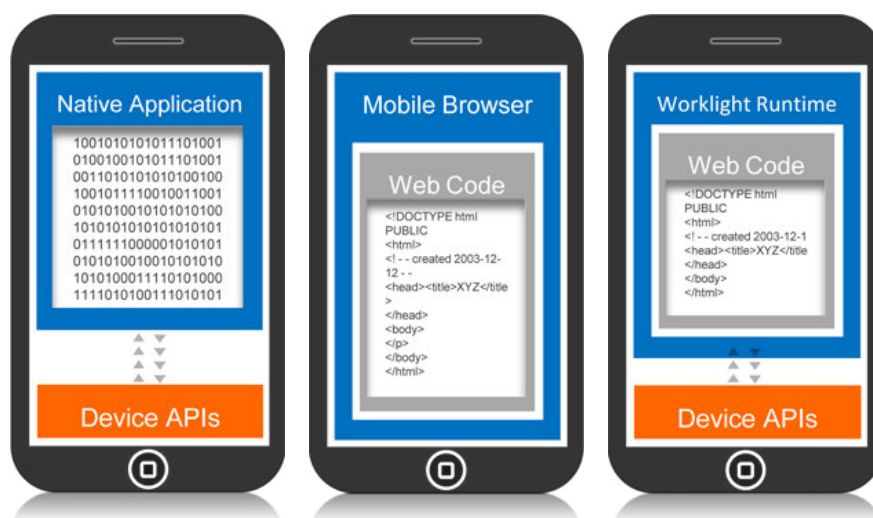 Native Application
1001010101011101001
0100100101011101001
0011010101010100100
1001011110010011001
0101010010101010100
1010101010101010101
0111111000001010101
0101010010010101010
1010100011110101000
1111010100111010101
Device APIs
Mobile Browser
Web Code
<!DOCTYPE html
PUBLIC
<html>
<! - - created 2003-12-
12 - -
<head><title>XYZ</title
>
</head>
<body>
</p>
</body>
</html>
Worklight Runtime
Web Code
<!DOCTYPE html
PUBLIC
<html>
<! - - created 2003-12-1
<head><title>XYZ</title
</head>
</body>
</html>
Device APIs